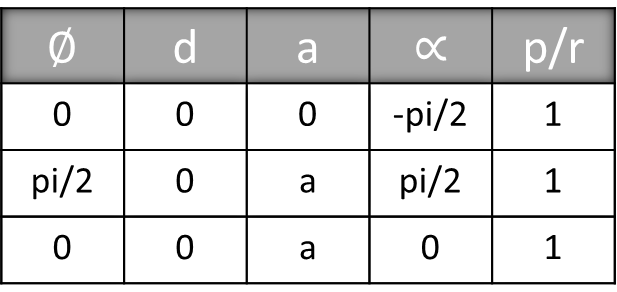 Ø d a ∝ p/r
0 0 0 -pi/2 1
pi/2 0 a pi/2 1
0 0 a 0 1